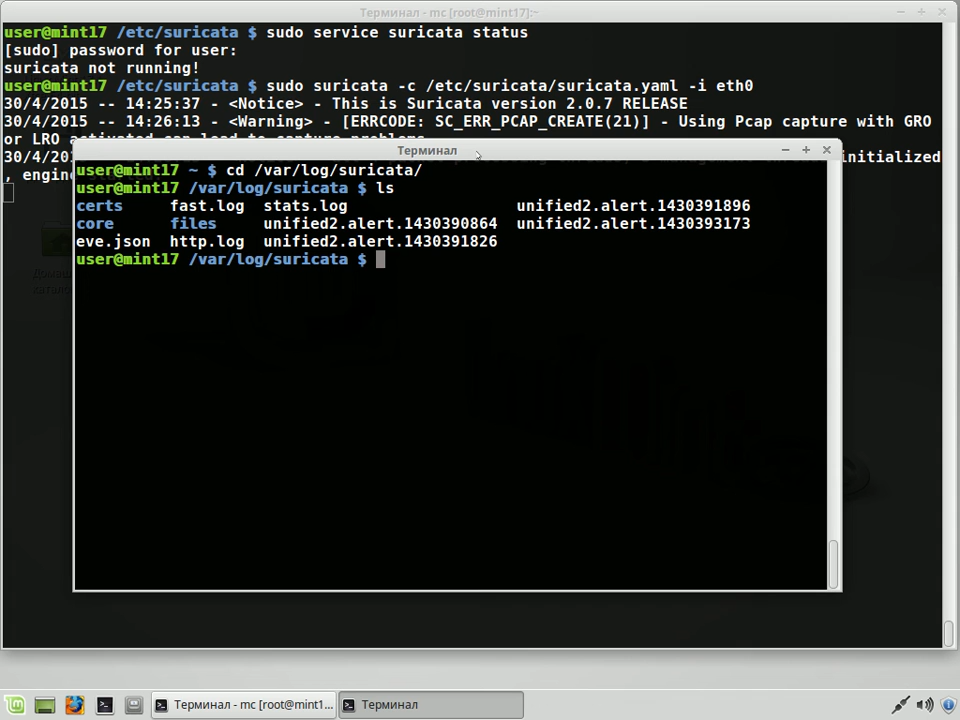 Терминал - mc [root@mint17]:~
user@mint17 /etc/suricata $ sudo service suricata status
[sudo] password for user:
suricata not running!
user@mint17 /etc/suricata $ sudo suricata -c /etc/suricata/suricata.yaml -i eth0
30/4/2015 -- 14:25:37 - <Notice> - This is Suricata version 2.0.7 RELEASE
30/4/2015 -- 14:26:13 - <Warning> - [ERRCODE: SC_ERR_PCAP_CREATE(21)] - Using Pcap capture with GRO
or LRO activated can lead to capture problems.
30/4/20 initialized
, engin
Терминал
user@mint17 ~ $ cd /var/log/suricata/
user@mint17 /var/log/suricata $ ls
certs fast.log stats.log unified2.alert.1430391896
core files unified2.alert.1430390864 unified2.alert.1430393173
eve.json http.log unified2.alert.1430391826
user@mint17 /var/log/suricata $
Терминал - mc [root@mint1...
Терминал